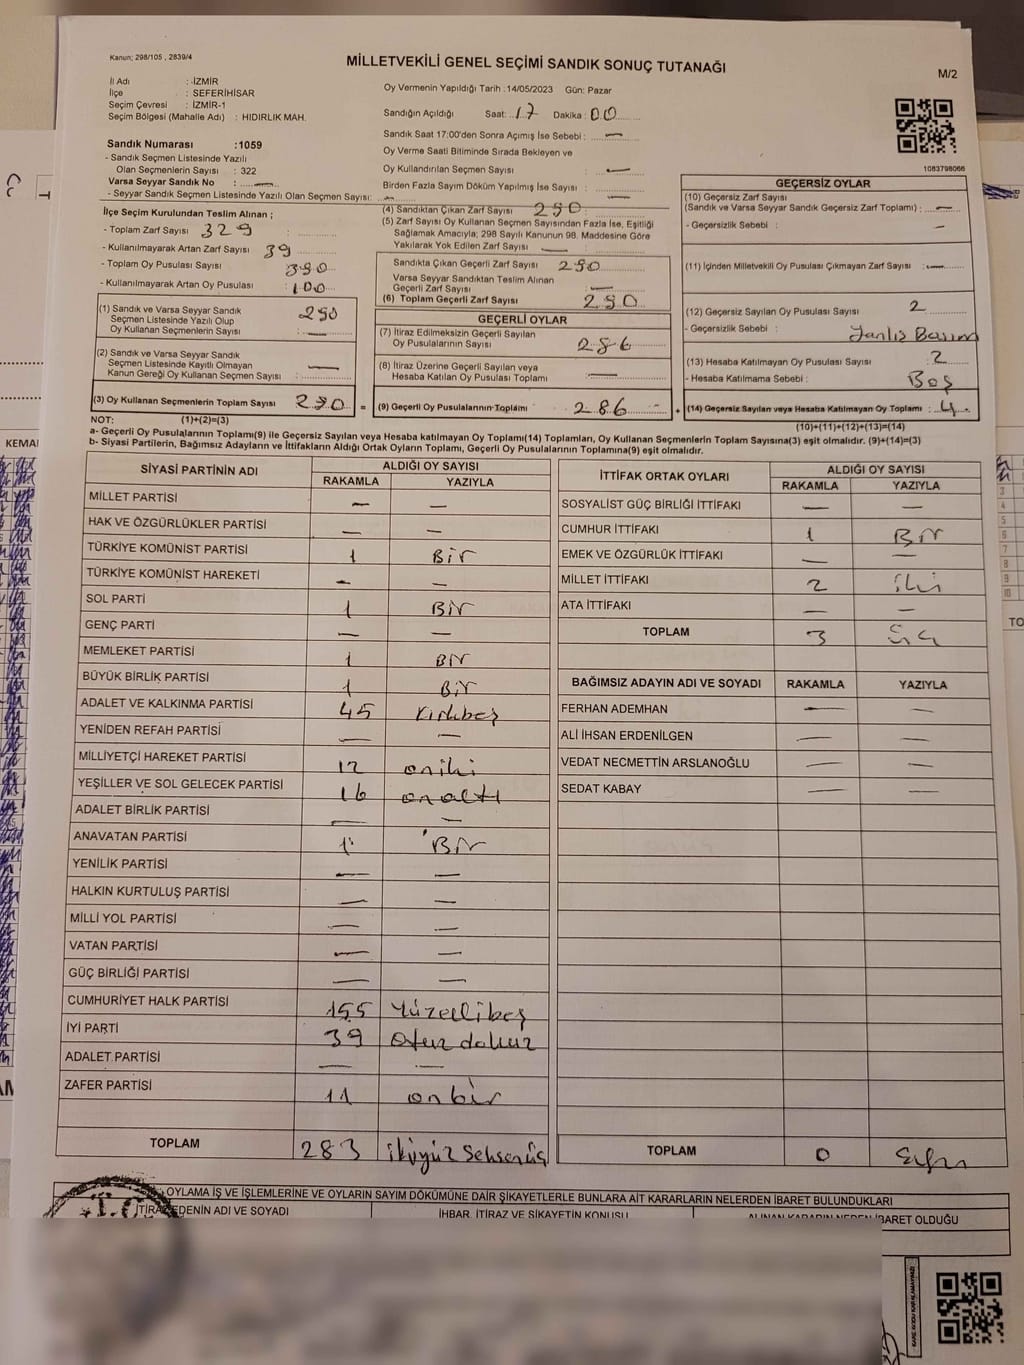 Kanun; 298/105 , 2839/4
MİLLETVEKİLİ GENEL SEÇİMİ SANDIK SONUÇ TUTANAĞI
M/2
İl Adı : İZMİR
İlçe : SEFERİHİSAR
Seçim Çevresi : İZMİR-1
Seçim Bölgesi (Mahalle Adı) : HIDIRLIK MAH.
Sandık Numarası :1059
- Sandık Seçmen Listesinde Yazılı
Olan Seçmenlerin Sayısı : 322
Varsa Seyyar Sandık No : —
- Seyyar Sandık Seçmen Listesinde Yazılı Olan Seçmen Sayısı: —
İlçe Seçim Kurulundan Teslim Alınan ;
- Toplam Zarf Sayısı 329
- Kullanılmayarak Artan Zarf Sayısı 39
- Toplam Oy Pusulası Sayısı 390
- Kullanılmayarak Artan Oy Pusulası : 100
(1) Sandık ve Varsa Seyyar Sandık
Seçmen Listesinde Yazılı Olup
Oy Kullanan Seçmenlerin Sayısı : 290
—
(2) Sandık ve Varsa Seyyar Sandık
Seçmen Listesinde Kayıtlı Olmayan
Kanun Gereği Oy Kullanan Seçmen Sayısı : —
(3) Oy Kullanan Seçmenlerin Toplam Sayısı 290 =
Oy Vermenin Yapıldığı Tarih :14/05/2023 Gün: Pazar
Sandığın Açıldığı Saat: 17 Dakika : 00
Sandık Saat 17:00'den Sonra Açımış İse Sebebi : —
Oy Verme Saati Bitiminde Sırada Bekleyen ve
Oy Kullandırılan Seçmen Sayısı : —
Birden Fazla Sayım Döküm Yapılmış İse Sayısı : —
(4) Sandıktan Çıkan Zarf Sayısı 290
(5) Zarf Sayısı Oy Kullanan Seçmen Sayısından Fazla İse, Eşitliği
Sağlamak Amacıyla; 298 Sayılı Kanunun 98. Maddesine Göre
Yakılarak Yok Edilen Zarf Sayısı —
Sandıkta Çıkan Geçerli Zarf Sayısı 290
Varsa Seyyar Sandıktan Teslim Alınan
Geçerli Zarf Sayısı : —
(6) Toplam Geçerli Zarf Sayısı 290
GEÇERLİ OYLAR
(7) İtiraz Edilmeksizin Geçerli Sayılan
Oy Pusulalarının Sayısı : 286
(8) İtiraz Üzerine Geçerli Sayılan veya
Hesaba Katılan Oy Pusulası Toplamı : —
(9) Geçerli Oy Pusulalarının Toplamı : 286 +
1083798066
GEÇERSİZ OYLAR
(10) Geçersiz Zarf Sayısı
(Sandık ve Varsa Seyyar Sandık Geçersiz Zarf Toplamı) : —
- Geçersizlik Sebebi : —
(11) İçinden Milletvekili Oy Pusulası Çıkmayan Zarf Sayısı : —
(12) Geçersiz Sayılan Oy Pusulası Sayısı : 2
- Geçersizlik Sebebi : Yanlış Basım
(13) Hesaba Katılmayan Oy Pusulası Sayısı : 2
- Hesaba Katılmama Sebebi : Boş
(14) Geçersiz Sayılan veya Hesaba Katılmayan Oy Toplamı : 4
(10)+(11)+(12)+(13)=(14)
NOT: (1)+(2)=(3)
a- Geçerli Oy Pusulalarının Toplamı(9) ile Geçersiz Sayılan veya Hesaba katılmayan Oy Toplamı(14) Toplamları, Oy Kullanan Seçmenlerin Toplam Sayısına(3) eşit olmalıdır. (9)+(14)=(3)
b- Siyasi Partilerin, Bağımsız Adayların ve İttifakların Aldığı Oyların Toplamı, Geçerli Oy Pusulalarının Toplamına(9) eşit olmalıdır.
SİYASİ PARTİNİN ADI ALDIĞI OY SAYISI
RAKAMLA YAZIYLA
MİLLET PARTİSİ — —
HAK VE ÖZGÜRLÜKLER PARTİSİ — —
TÜRKİYE KOMÜNİST PARTİSİ 1 Bir
TÜRKİYE KOMÜNİST HAREKETİ — —
SOL PARTİ 1 Bir
GENÇ PARTİ — —
MEMLEKET PARTİSİ 1 Bir
BÜYÜK BİRLİK PARTİSİ 1 Bir
ADALET VE KALKINMA PARTİSİ 45 Kırkbeş
YENİDEN REFAH PARTİSİ — —
MİLLİYETÇİ HAREKET PARTİSİ 12 oniki
YEŞİLLER VE SOL GELECEK PARTİSİ 16 onaltı
ADALET BİRLİK PARTİSİ — —
ANAVATAN PARTİSİ 1 Bir
YENİLİK PARTİSİ — —
HALKIN KURTULUŞ PARTİSİ — —
MİLLİ YOL PARTİSİ — —
VATAN PARTİSİ — —
GÜÇ BİRLİĞİ PARTİSİ — —
CUMHURİYET HALK PARTİSİ 155 Yüzellibeş
İYİ PARTİ 39 otuz dokuz
ADALET PARTİSİ — —
ZAFER PARTİSİ 11 onbir
TOPLAM 283 ikiyüz seksenüç
İTTİFAK ORTAK OYLARI ALDIĞI OY SAYISI
RAKAMLA YAZIYLA
SOSYALİST GÜÇ BİRLİĞİ İTTİFAKI — —
CUMHUR İTTİFAKI 1 Bir
EMEK VE ÖZGÜRLÜK İTTİFAKI — —
MİLLET İTTİFAKI 2 iki
ATA İTTİFAKI — —
TOPLAM 3 üç
BAĞIMSIZ ADAYIN ADI VE SOYADI RAKAMLA YAZIYLA
FERHAN ADEMHAN — —
ALİ İHSAN ERDENİLGEN — —
VEDAT NECMETTİN ARSLANOĞLU — —
SEDAT KABAY — —
TOPLAM 0 sıfır
OYLAMA İŞ VE İŞLEMLERİNE VE OYLARIN SAYIM DÖKÜMÜNE DAİR ŞİKAYETLERLE BUNLARA AİT KARARLARIN NELERDEN İBARET BULUNDUKLARI
İTİRAZ EDENİN ADI VE SOYADI İHBAR, İTİRAZ VE ŞİKAYETİN KONUSU ALINAN KARARIN NEDEN İBARET OLDUĞU
T.C.
KARE KODU KARALAMAYINIZ!
KEMAL
TO